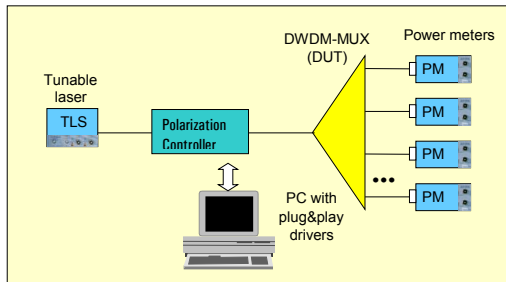 DWDM-MUX
(DUT)
Power meters
Tunable
laser
TLS
Polarization
Controller
PM
PM
PM
PM
•••
PC with
plug&play
drivers